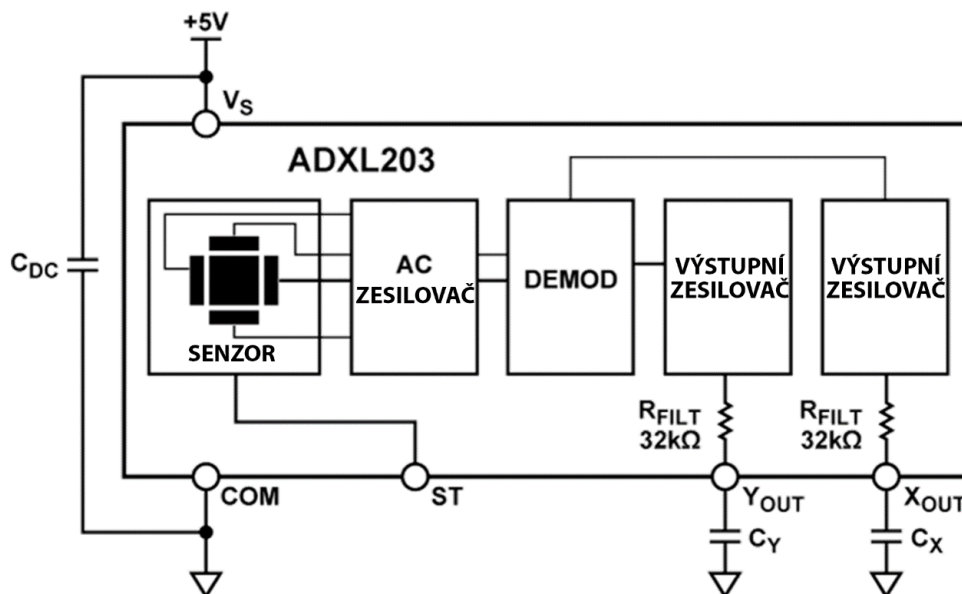 +5V
VS
ADXL203
CDC
SENZOR
AC
ZESILOVAČ
DEMOD
VÝSTUPNÍ
ZESILOVAČ
VÝSTUPNÍ
ZESILOVAČ
RFILT
32kΩ
RFILT
32kΩ
COM
ST
YOUT
XOUT
CY
CX